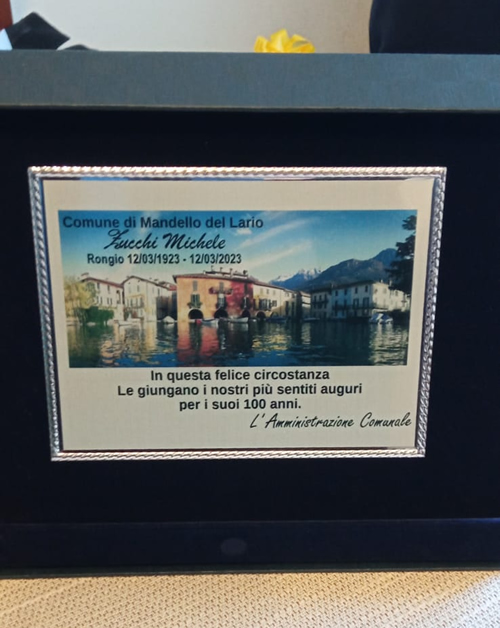 Comune di Mandello del Lario
Zucchi Michele
Rongio 12/03/1923 - 12/03/2023
In questa felice circostanza
Le giungano i nostri più sentiti auguri
per i suoi 100 anni.
L'Amministrazione Comunale